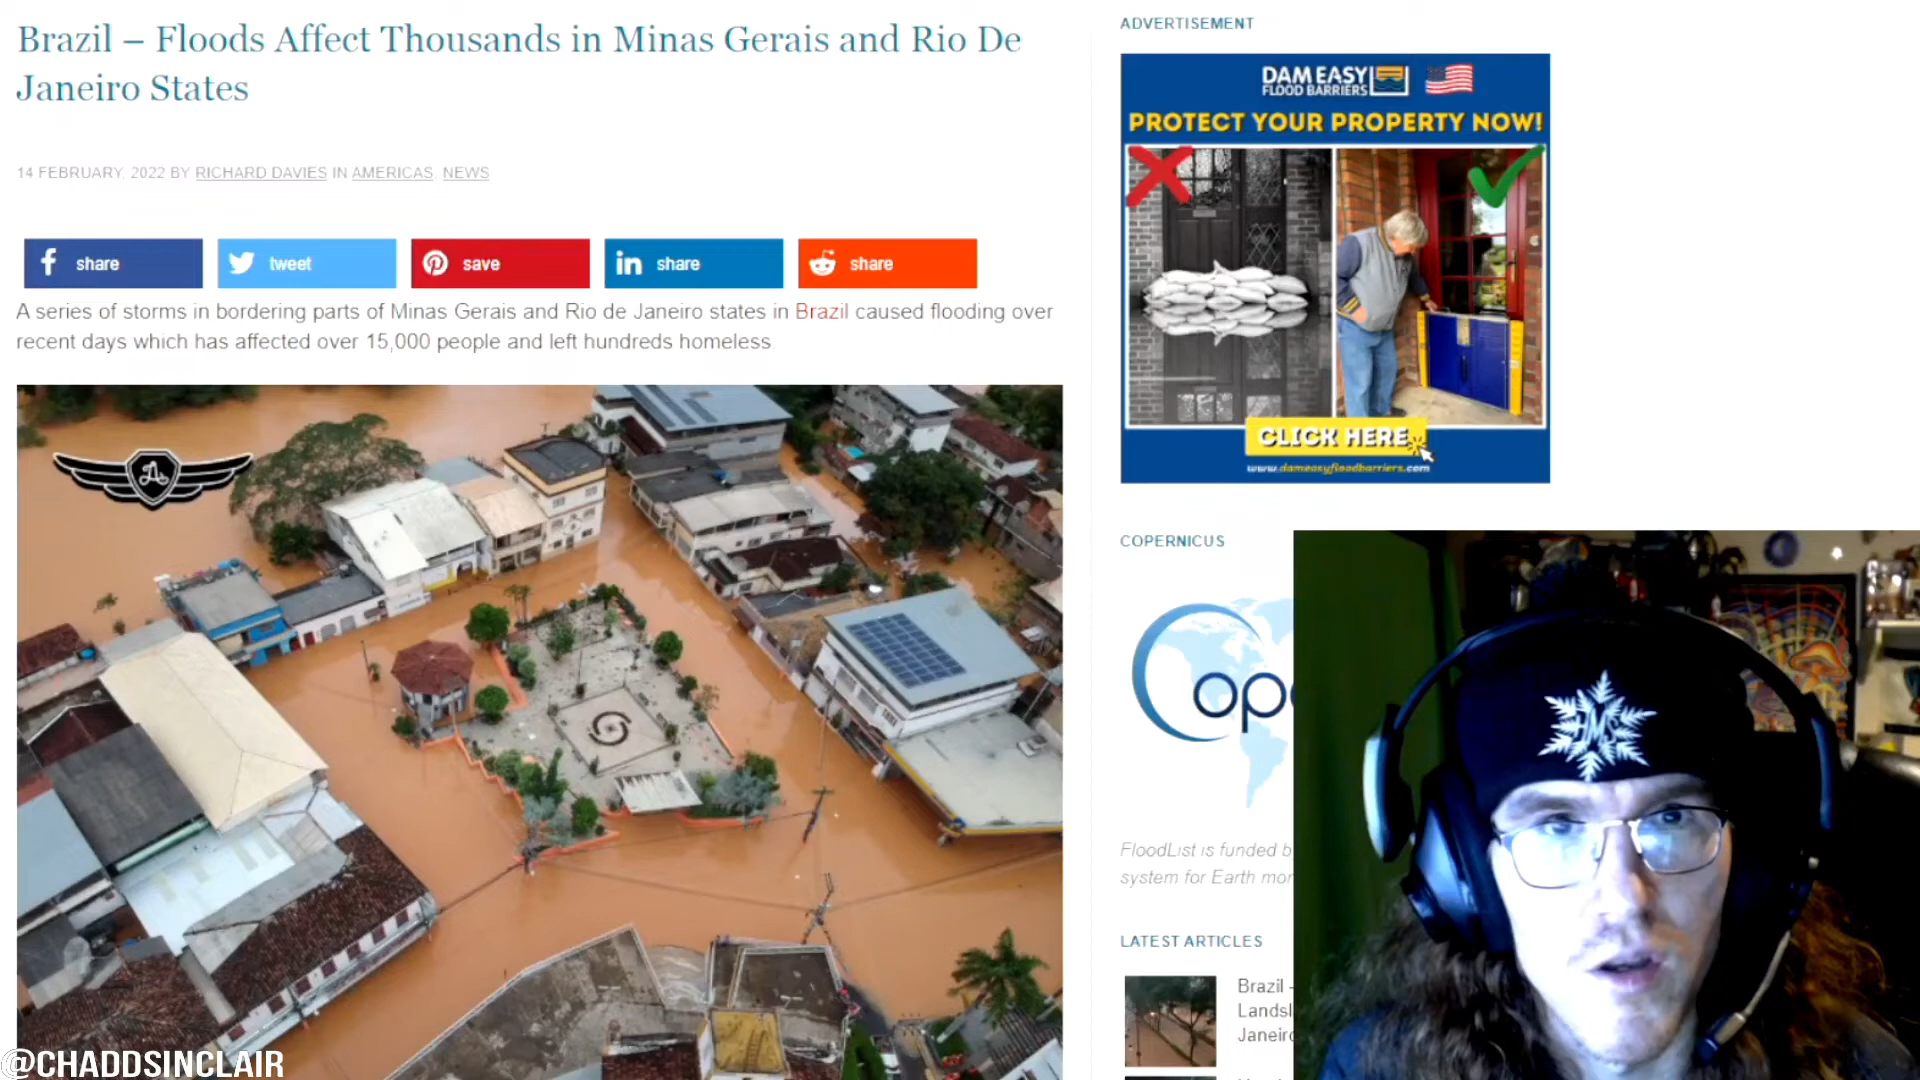 Brazil – Floods Affect Thousands in Minas Gerais and Rio De
Janeiro States
14 FEBRUARY, 2022 BY RICHARD DAVIES IN AMERICAS, NEWS
share
tweet
save
share
share
A series of storms in bordering parts of Minas Gerais and Rio de Janeiro states in Brazil caused flooding over
recent days which has affected over 15,000 people and left hundreds homeless.
@CHADDSINCLAIR
ADVERTISEMENT
DAM EASY
FLOOD BARRIERS
PROTECT YOUR PROPERTY NOW!
CLICK HERE
www.dameasyfloodbarriers.com
COPERNICUS
FloodList is funded b
system for Earth mon
LATEST ARTICLES
Brazil –
Landsl
Janeiro